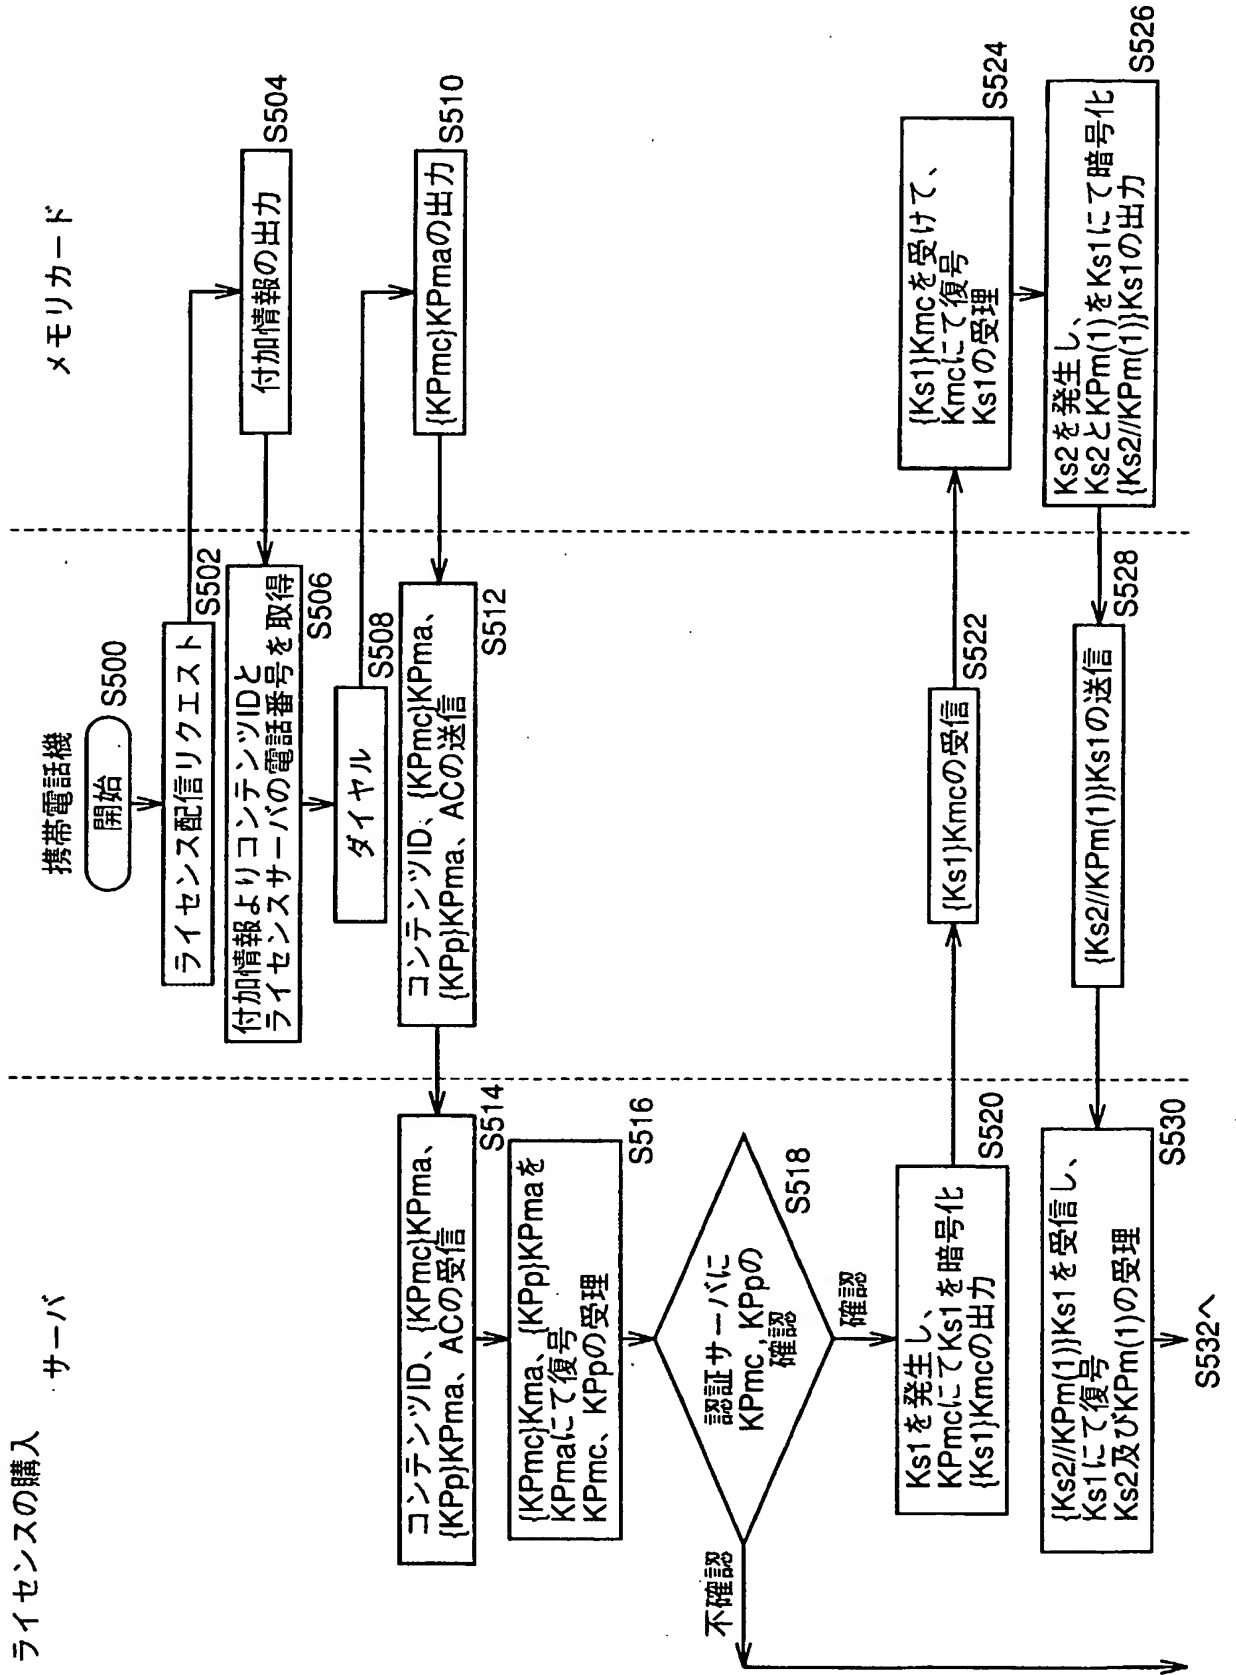 ライセンスの購入
サーバ
携帯電話機
メモリカード
開始
S500
ライセンス配信リクエスト
S502
付加情報の出力
S504
付加情報よりコンテンツIDと
ライセンスサーバの電話番号を取得
S506
ダイヤル
S508
{KPmc}KPmaの出力
S510
コンテンツID、{KPmc}KPma、
{KPp}KPma、ACの送信
S512
コンテンツID、{KPmc}KPma、
{KPp}KPma、ACの受信
S514
{KPmc}Kma、{KPp}KPmaを
KPmaにて復号
KPmc、KPpの受理
S516
認証サーバに
KPmc, KPpの
確認
S518
不確認
確認
Ks1を発生し、
KPmcにてKs1を暗号化
{Ks1}Kmcの出力
S520
{Ks1}Kmcの受信
S522
{Ks1}Kmcを受けて、
Kmcにて復号
Ks1の受理
S524
Ks2を発生し、
Ks2とKPm(1)をKs1にて暗号化
{Ks2//KPm(1)}Ks1の出力
S526
{Ks2//KPm(1)}Ks1の送信
S528
{Ks2//KPm(1)}Ks1を受信し、
Ks1にて復号
Ks2及びKPm(1)の受理
S530
S532へ